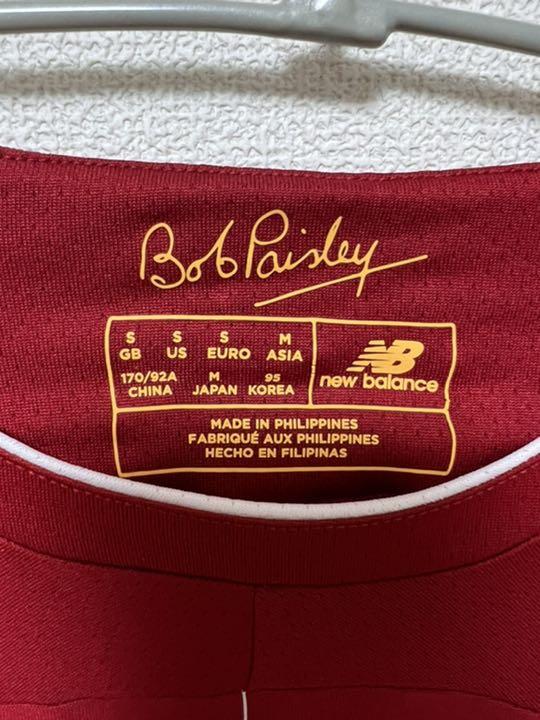 Bob Paisley
S S S M
GB US EURO ASIA
170/92A M 95
CHINA JAPAN KOREA
NB
new balance
MADE IN PHILIPPINES
FABRIQUÉ AUX PHILIPPINES
HECHO EN FILIPINAS